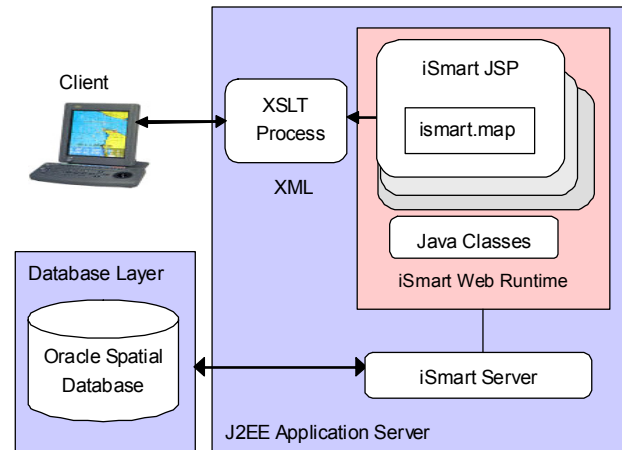 Client
XSLT
Process
XML
iSmart JSP
ismart.map
Java Classes
iSmart Web Runtime
Database Layer
Oracle Spatial
Database
iSmart Server
J2EE Application Server